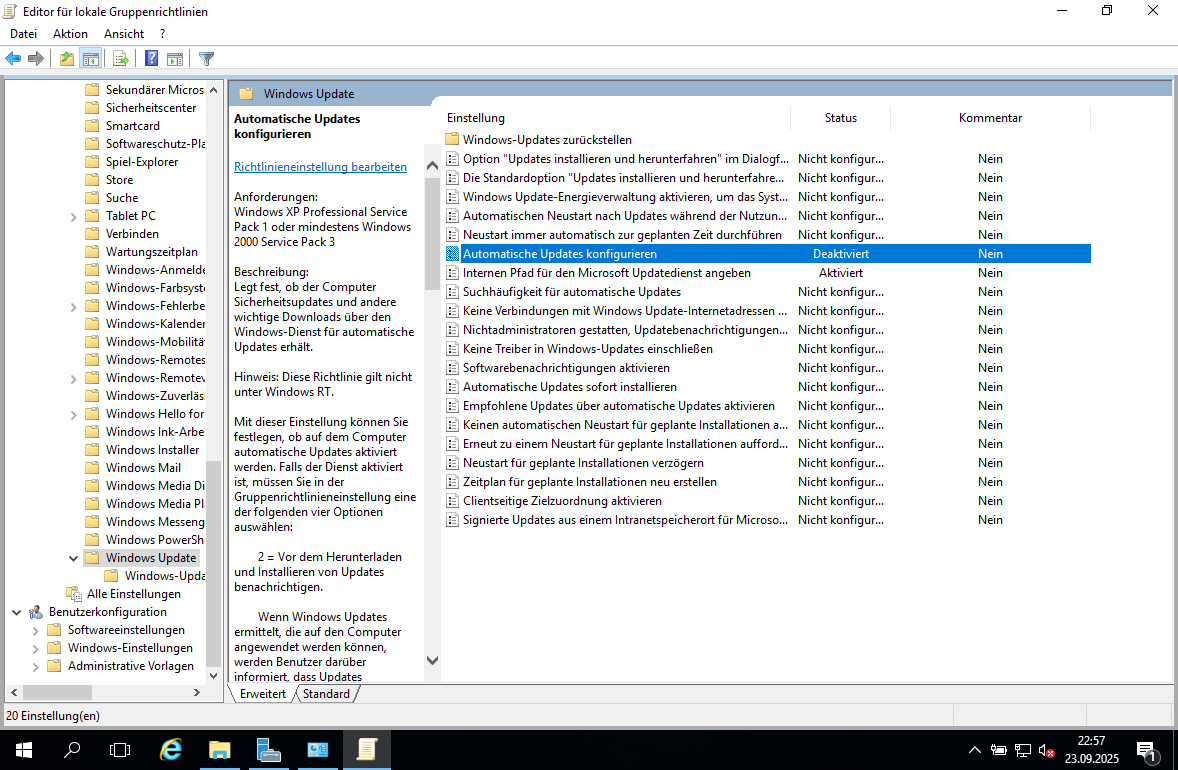 Editor für lokale Gruppenrichtlinien
Datei Aktion Ansicht ?
Sekundärer Micros
Sicherheitscenter
Smartcard
Softwareschutz-Pla
Spiel-Explorer
Store
Suche
Tablet PC
Verbinden
Wartungszeitplan
Windows-Anmelde
Windows-Farbsyste
Windows-Fehlerbe
Windows-Kalender
Windows-Mobilität
Windows-Remotes
Windows-Remotev
Windows-Zuverläs
Windows Hello for
Windows Ink-Arbe
Windows Installer
Windows Mail
Windows Media Di
Windows Media Pl
Windows Messeng
Windows PowerSh
Windows Update
Windows-Upda
Alle Einstellungen
Benutzerkonfiguration
Softwareeinstellungen
Windows-Einstellungen
Administrative Vorlagen
Windows Update
Automatische Updates
konfigurieren
Richtlinieneinstellung bearbeiten
Anforderungen:
Windows XP Professional Service
Pack 1 oder mindestens Windows
2000 Service Pack 3
Beschreibung:
Legt fest, ob der Computer
Sicherheitsupdates und andere
wichtige Downloads über den
Windows-Dienst für automatische
Updates erhält.
Hinweis: Diese Richtlinie gilt nicht
unter Windows RT.
Mit dieser Einstellung können Sie
festlegen, ob auf dem Computer
automatische Updates aktiviert
werden. Falls der Dienst aktiviert
ist, müssen Sie in der
Gruppenrichtlinieneinstellung eine
der folgenden vier Optionen
auswählen:
2 = Vor dem Herunterladen
und Installieren von Updates
benachrichtigen.
Wenn Windows Updates
ermittelt, die auf den Computer
angewendet werden können,
werden Benutzer darüber
informiert, dass Updates
Einstellung Status Kommentar
Windows-Updates zurückstellen
Option "Updates installieren und herunterfahren" im Dialogf... Nicht konfigur... Nein
Die Standardoption "Updates installieren und herunterfahre... Nicht konfigur... Nein
Windows Update-Energieverwaltung aktivieren, um das Syst... Nicht konfigur... Nein
Automatischen Neustart nach Updates während der Nutzun... Nicht konfigur... Nein
Neustart immer automatisch zur geplanten Zeit durchführen Nicht konfigur... Nein
Automatische Updates konfigurieren Deaktiviert Nein
Internen Pfad für den Microsoft Updatedienst angeben Aktiviert Nein
Suchhäufigkeit für automatische Updates Nicht konfigur... Nein
Keine Verbindungen mit Windows Update-Internetadressen ... Nicht konfigur... Nein
Nichtadministratoren gestatten, Updatebenachrichtigungen... Nicht konfigur... Nein
Keine Treiber in Windows-Updates einschließen Nicht konfigur... Nein
Softwarebenachrichtigungen aktivieren Nicht konfigur... Nein
Automatische Updates sofort installieren Nicht konfigur... Nein
Empfohlene Updates über automatische Updates aktivieren Nicht konfigur... Nein
Keinen automatischen Neustart für geplante Installationen a... Nicht konfigur... Nein
Erneut zu einem Neustart für geplante Installationen aufford... Nicht konfigur... Nein
Neustart für geplante Installationen verzögern Nicht konfigur... Nein
Zeitplan für geplante Installationen neu erstellen Nicht konfigur... Nein
Clientseitige Zielzuordnung aktivieren Nicht konfigur... Nein
Signierte Updates aus einem Intranetspeicherort für Microso... Nicht konfigur... Nein
Erweitert Standard
20 Einstellung(en)
22:57
23.09.2025
1